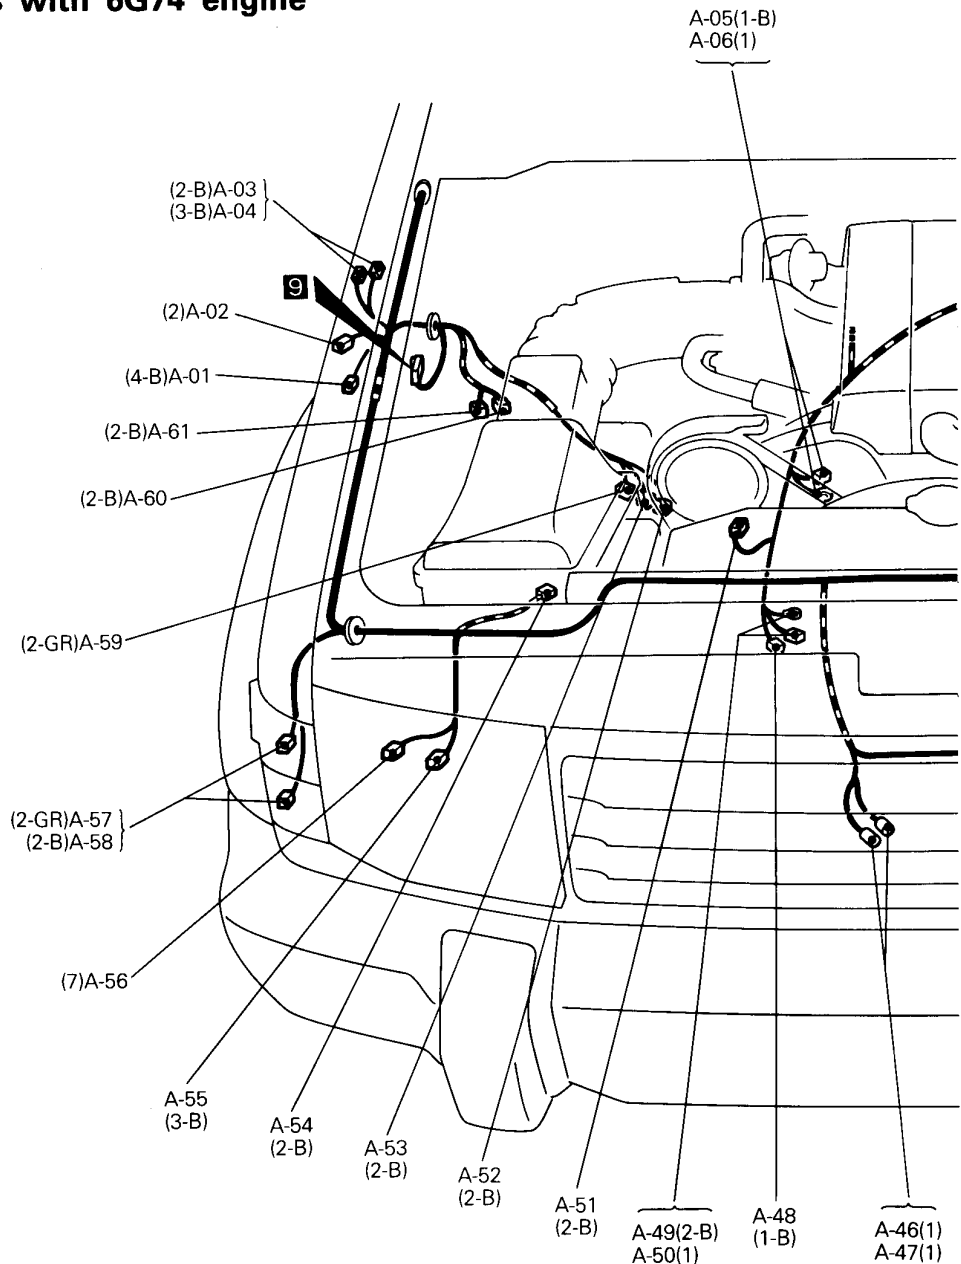 with 6G74 engine
A-05(1-B)
A-06(1)
(2-B)A-03
(3-B)A-04
9
(2)A-02
(4-B)A-01
(2-B)A-61
(2-B)A-60
(2-GR)A-59
(2-GR)A-57
(2-B)A-58
(7)A-56
A-55
(3-B)
A-54
(2-B)
A-53
(2-B)
A-52
(2-B)
A-51
(2-B)
A-49(2-B)
A-50(1)
A-48
(1-B)
A-46(1)
A-47(1)